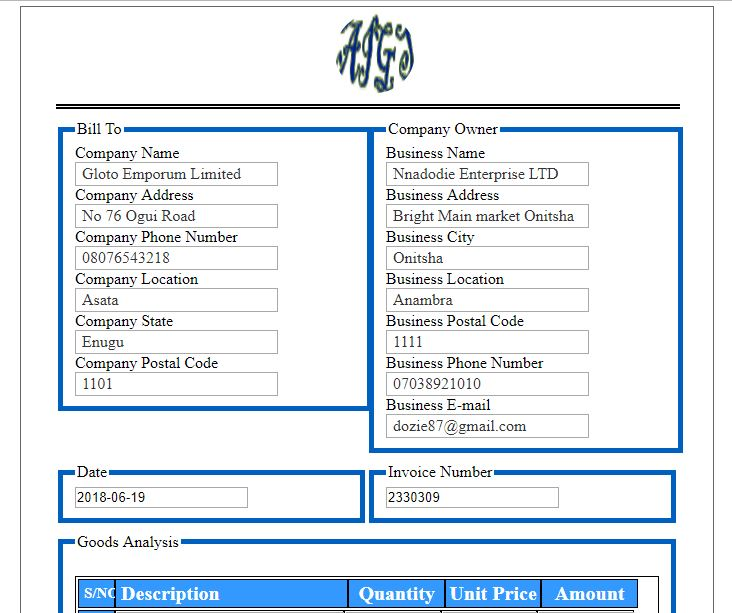 AJGJ
Bill To
Company Name
Gloto Emporum Limited
Company Address
No 76 Ogui Road
Company Phone Number
08076543218
Company Location
Asata
Company State
Enugu
Company Postal Code
1101
Company Owner
Business Name
Nnadodie Enterprise LTD
Business Address
Bright Main market Onitsha
Business City
Onitsha
Business Location
Anambra
Business Postal Code
1111
Business Phone Number
07038921010
Business E-mail
dozie87@gmail.com
Date
2018-06-19
Invoice Number
2330309
Goods Analysis
S/NO Description Quantity Unit Price Amount